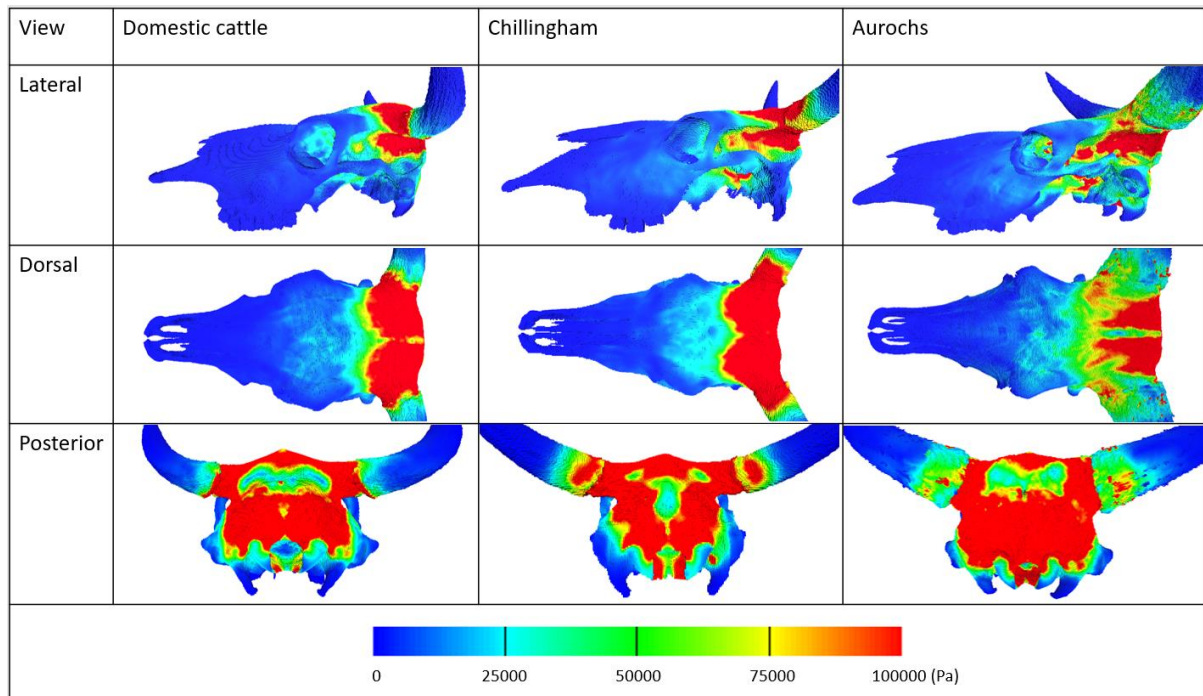 View Domestic cattle Chillingham Aurochs
Lateral
Dorsal
Posterior
0 25000 50000 75000 100000 (Pa)